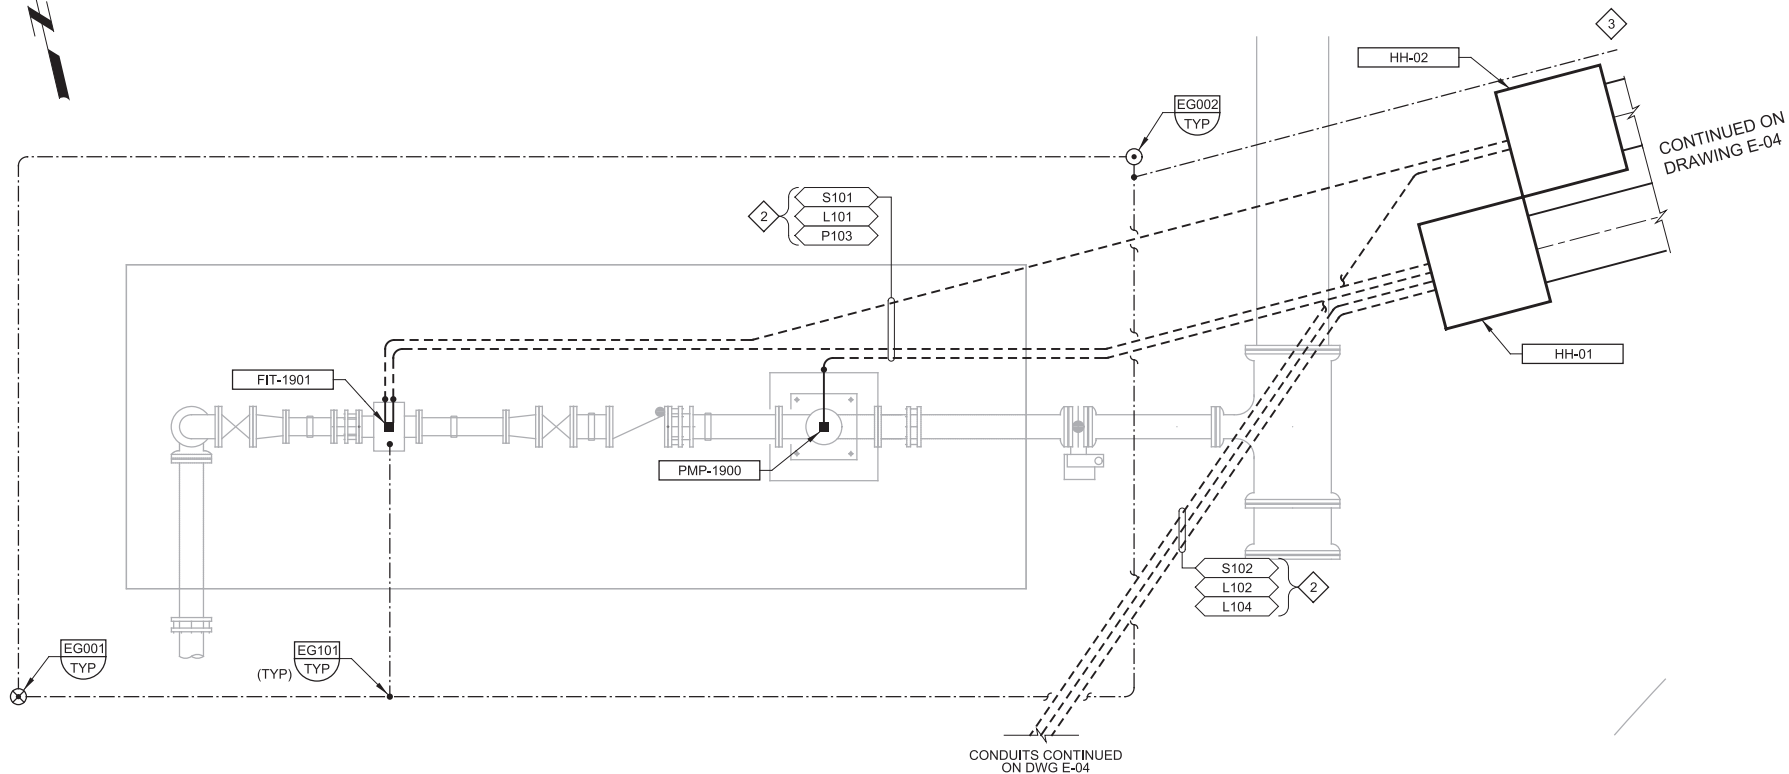 3
HH-02
EG002
TYP
CONTINUED ON
DRAWING E-04
2
S101
L101
P103
HH-01
FIT-1901
PMP-1900
S102
L102
L104
2
EG001
TYP
(TYP)
EG101
TYP
CONDUITS CONTINUED
ON DWG E-04